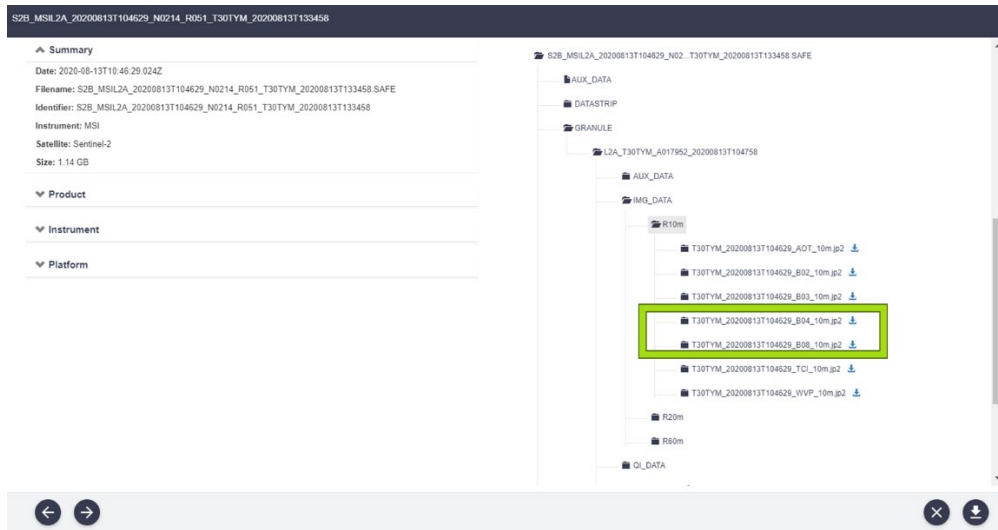 S2B_MSIL2A_20200813T104629_N0214_R051_T30TYM_20200813T133458
Summary
Date: 2020-08-13T10:46:29.024Z
Filename: S2B_MSIL2A_20200813T104629_N0214_R051_T30TYM_20200813T133458.SAFE
Identifier: S2B_MSIL2A_20200813T104629_N0214_R051_T30TYM_20200813T133458
Instrument: MSI
Satellite: Sentinel-2
Size: 1.14 GB
Product
Instrument
Platform
S2B_MSIL2A_20200813T104629_N02...T30TYM_20200813T133458.SAFE
AUX_DATA
DATASTRIP
GRANULE
L2A_T30TYM_A017952_20200813T104758
AUX_DATA
IMG_DATA
R10m
T30TYM_20200813T104629_AOT_10m.jp2
T30TYM_20200813T104629_B02_10m.jp2
T30TYM_20200813T104629_B03_10m.jp2
T30TYM_20200813T104629_B04_10m.jp2
T30TYM_20200813T104629_B08_10m.jp2
T30TYM_20200813T104629_TCI_10m.jp2
T30TYM_20200813T104629_WVP_10m.jp2
R20m
R60m
QI_DATA